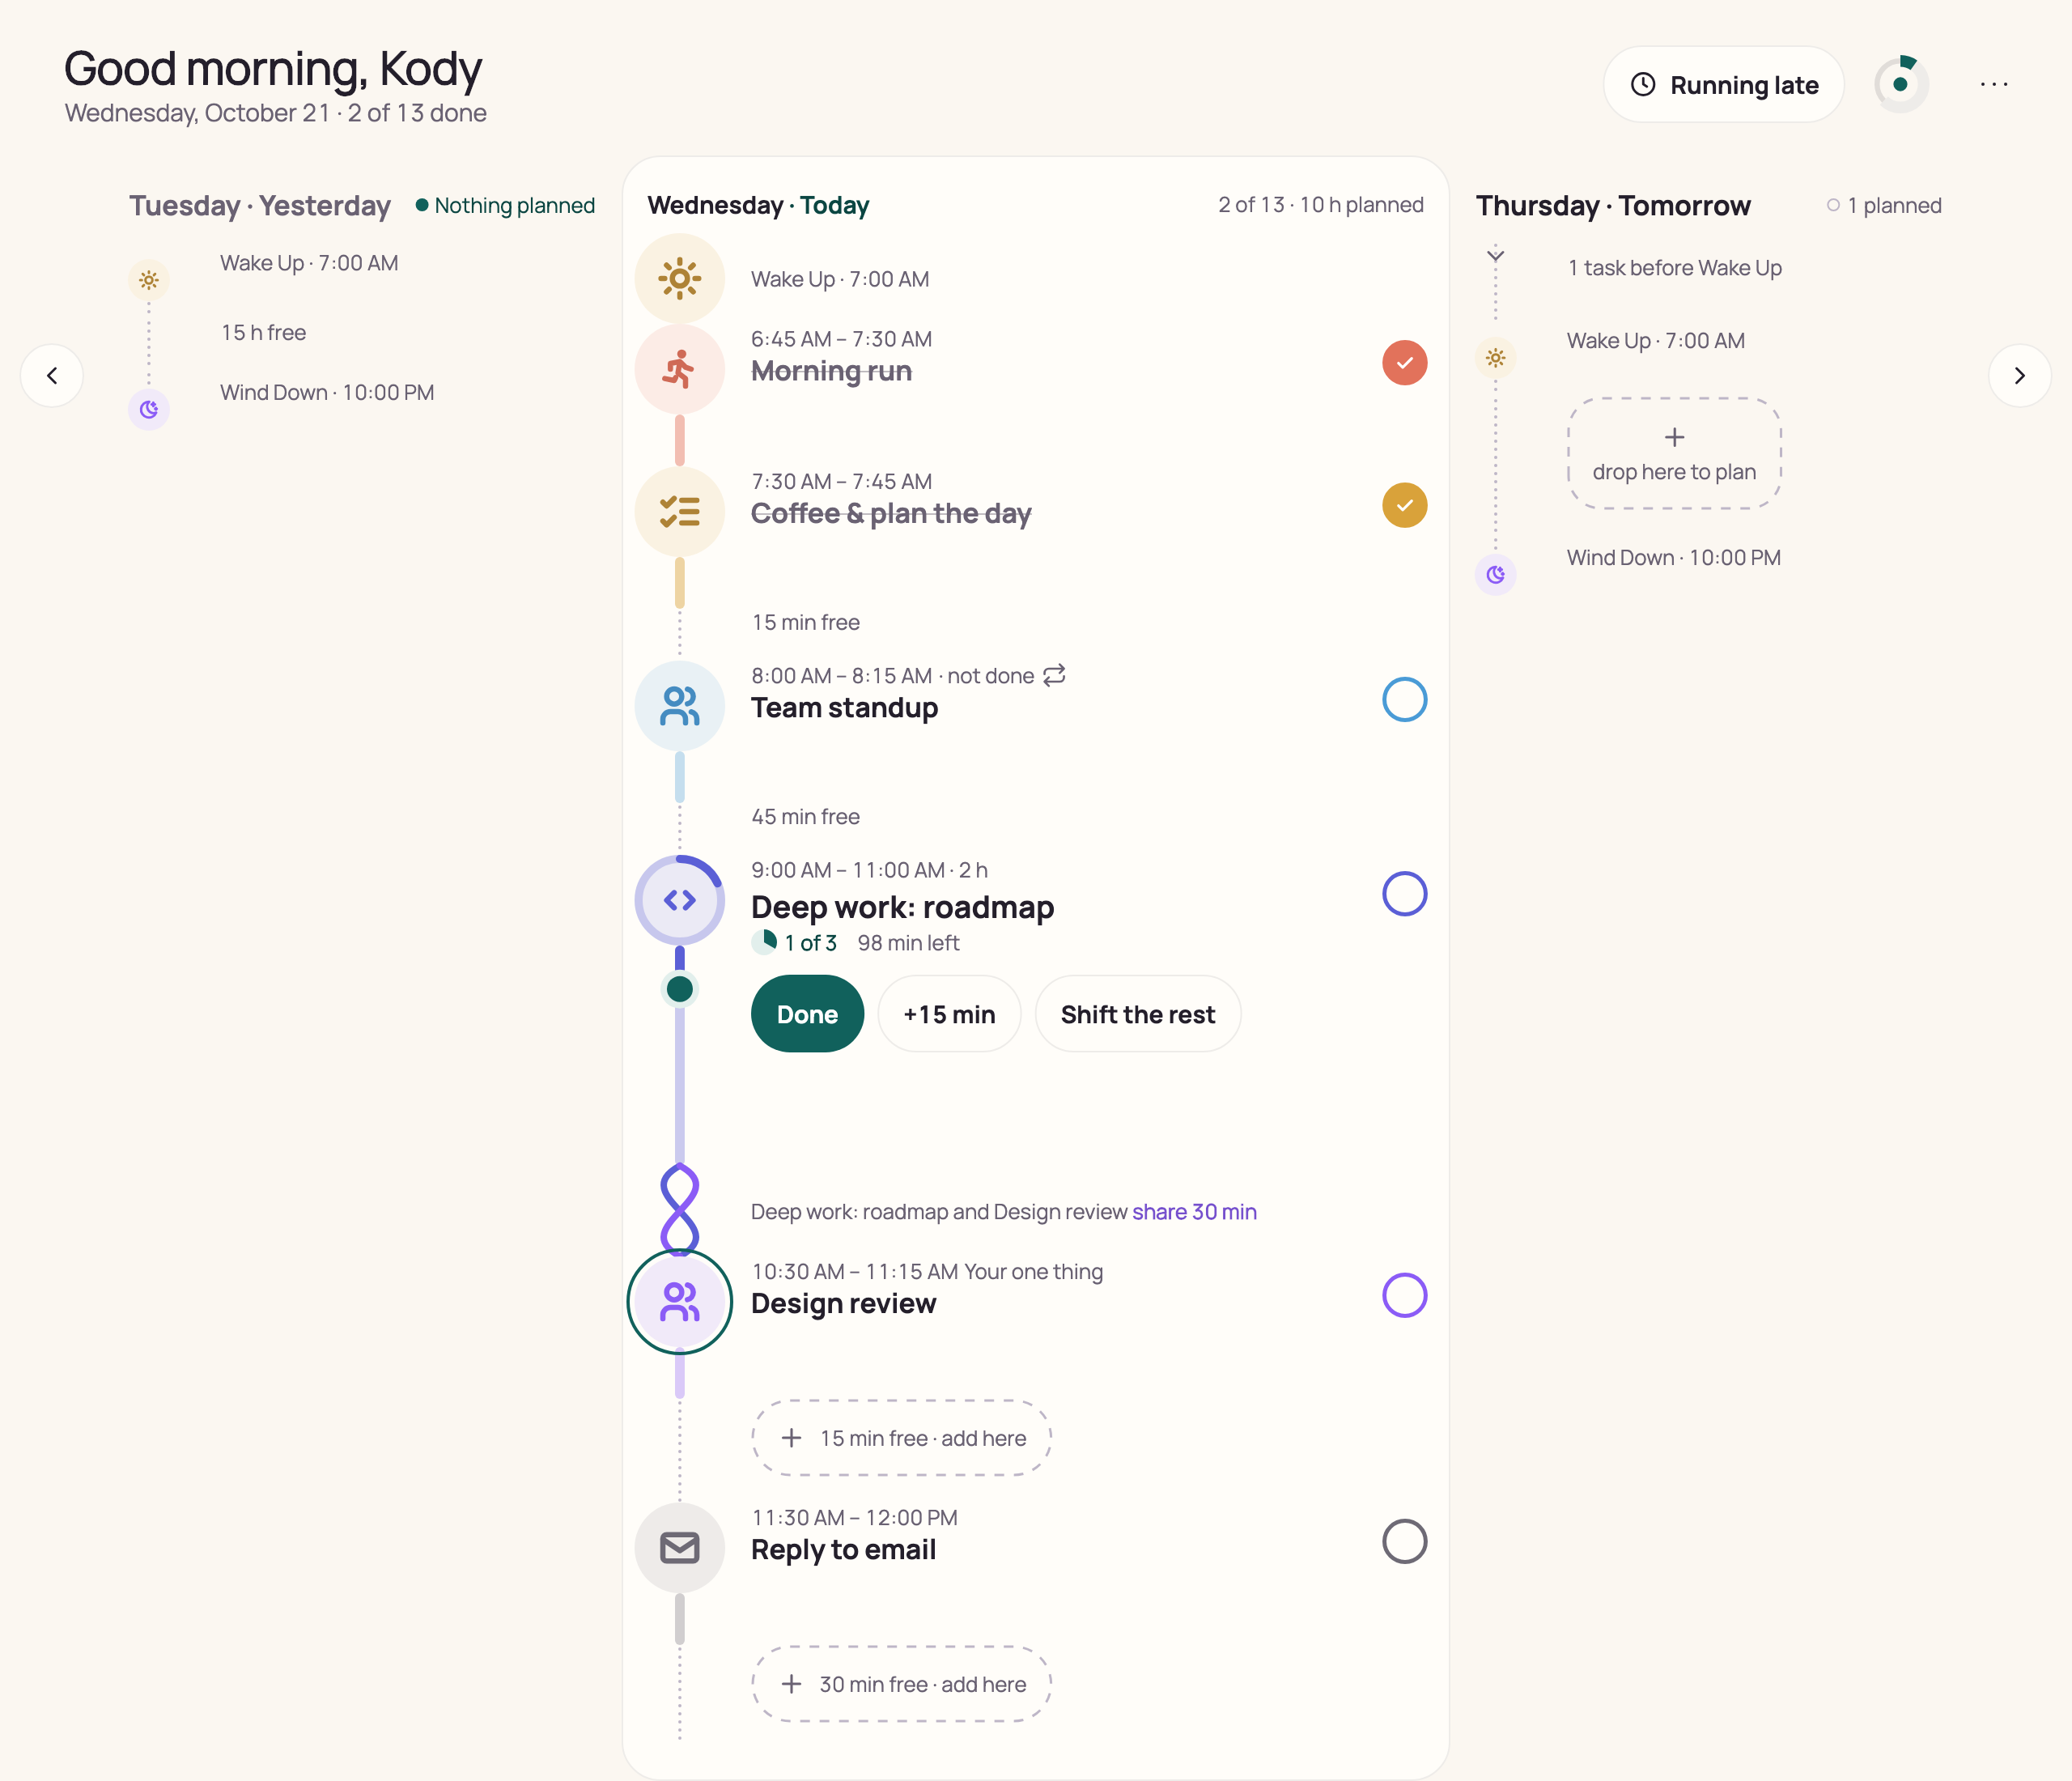 Good morning, Kody
Wednesday, October 21 · 2 of 13 done
Running late
Tuesday · Yesterday
Nothing planned
Wake Up · 7:00 AM
15 h free
Wind Down · 10:00 PM
Wednesday · Today
2 of 13 · 10 h planned
Wake Up · 7:00 AM
6:45 AM – 7:30 AM
Morning run
7:30 AM – 7:45 AM
Coffee & plan the day
15 min free
8:00 AM – 8:15 AM · not done
Team standup
45 min free
9:00 AM – 11:00 AM · 2 h
Deep work: roadmap
1 of 3 98 min left
Done
+15 min
Shift the rest
Deep work: roadmap and Design review share 30 min
10:30 AM – 11:15 AM Your one thing
Design review
15 min free · add here
11:30 AM – 12:00 PM
Reply to email
30 min free · add here
Thursday · Tomorrow
1 planned
1 task before Wake Up
Wake Up · 7:00 AM
drop here to plan
Wind Down · 10:00 PM